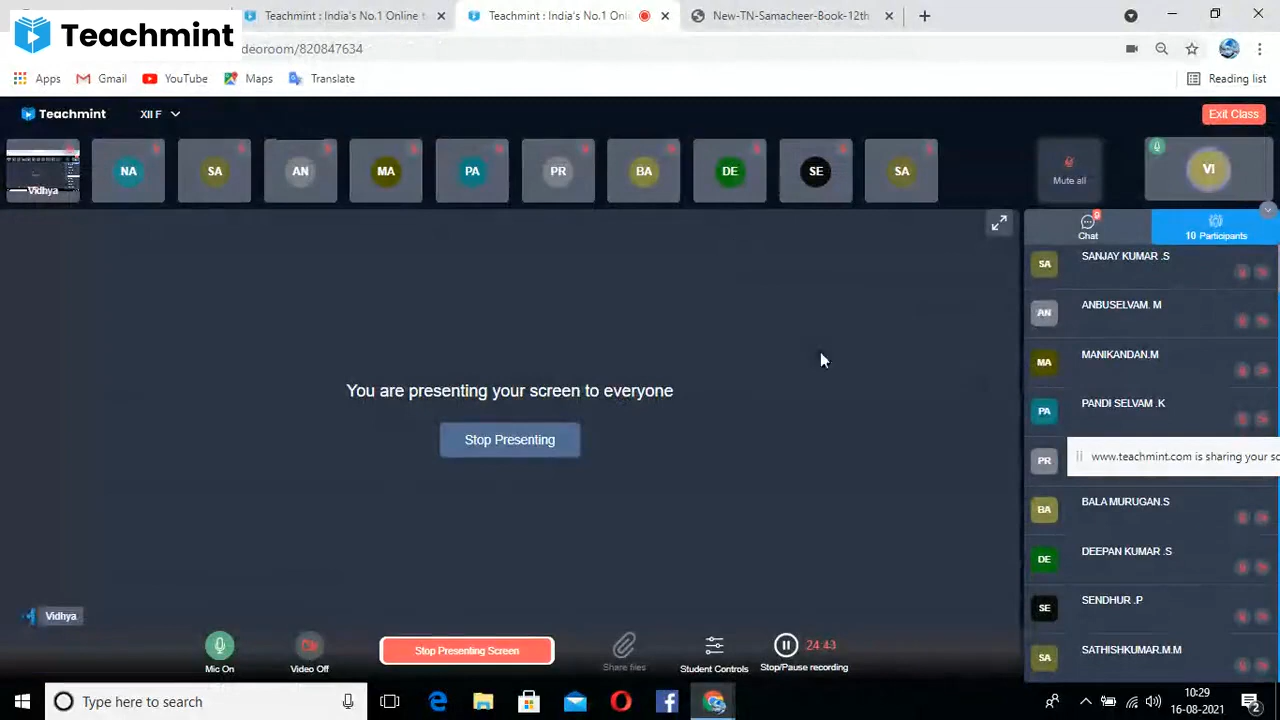 Teachmint
Teachmint : India's No.1 Online t
Teachmint : India's No.1 Onli
New-TN-Samacheer-Book-12th
deoroom/820847634
Apps
Gmail
YouTube
Maps
Translate
Reading list
Teachmint
XII F
Exit Class
Vidhya
NA
SA
AN
MA
PA
PR
BA
DE
SE
SA
Mute all
VI
Chat
10 Participants
SA
SANJAY KUMAR .S
AN
ANBUSELVAM. M
MA
MANIKANDAN.M
PA
PANDI SELVAM .K
PR
www.teachmint.com is sharing your sc
BA
BALA MURUGAN.S
DE
DEEPAN KUMAR .S
SE
SENDHUR .P
SA
SATHISHKUMAR.M.M
You are presenting your screen to everyone
Stop Presenting
Vidhya
Mic On
Video Off
Stop Presenting Screen
Share files
Student Controls
24:43
Stop/Pause recording
Type here to search
10:29
16-08-2021
2